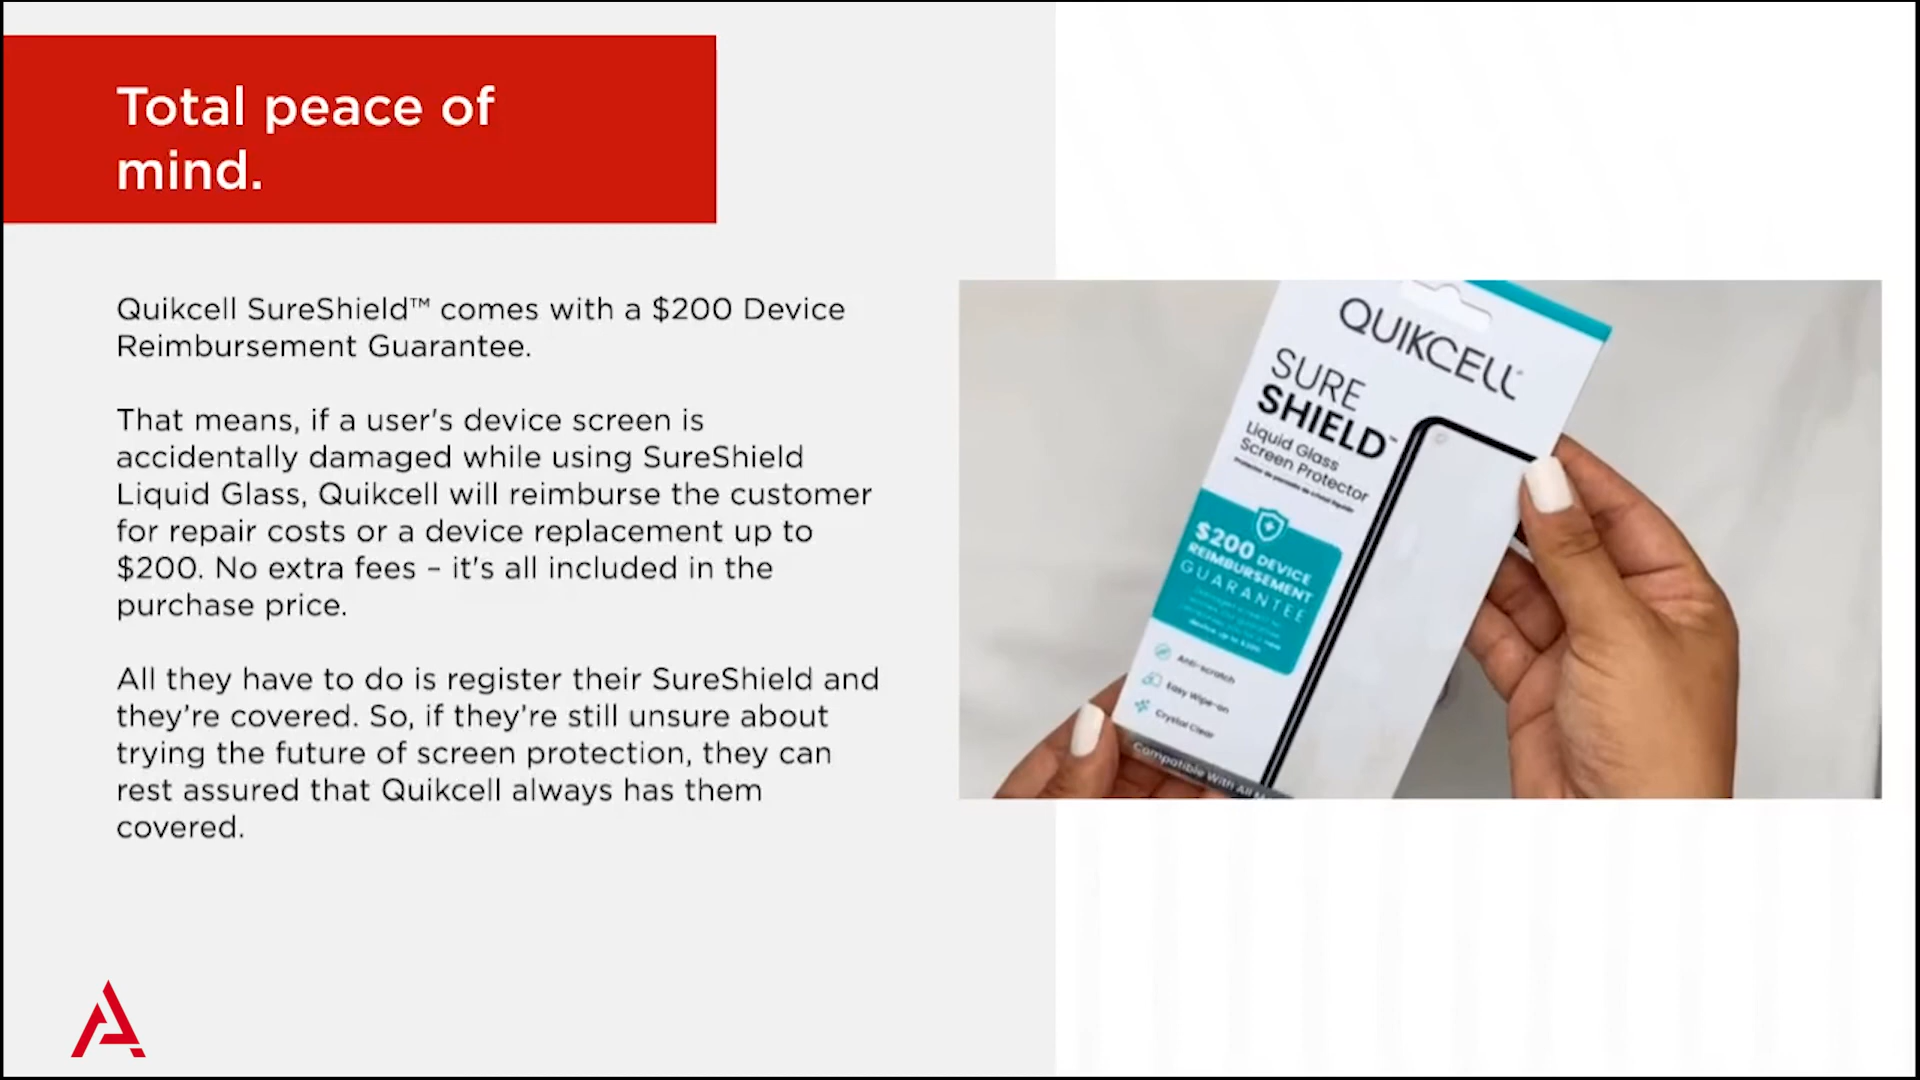 Total peace of
mind.
Quikcell SureShield™ comes with a $200 Device
Reimbursement Guarantee.
That means, if a user's device screen is
accidentally damaged while using SureShield
Liquid Glass, Quikcell will reimburse the customer
for repair costs or a device replacement up to
$200. No extra fees – it's all included in the
purchase price.
All they have to do is register their SureShield and
they're covered. So, if they're still unsure about
trying the future of screen protection, they can
rest assured that Quikcell always has them
covered.
QUIKCELL
SURE
SHIELD™
Liquid Glass
Screen Protector
$200 DEVICE
REIMBURSEMENT
GUARANTEE
Anti-scratch
Easy Wipe-on
Crystal Clear
Compatible With All